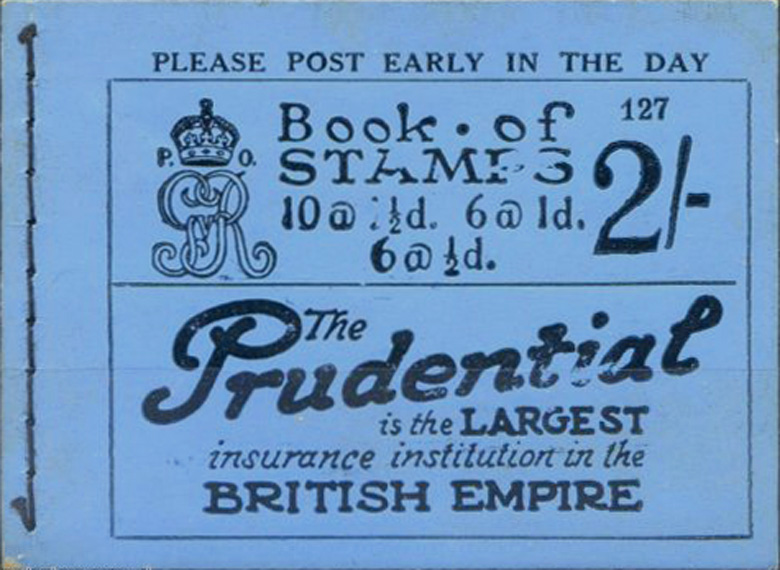 PLEASE POST EARLY IN THE DAY
127
P. O.
GR
Book · of
STAMPS
2/-
10@1½d. 6@1d.
6@½d.
The
Prudential
is the LARGEST
insurance institution in the
BRITISH EMPIRE